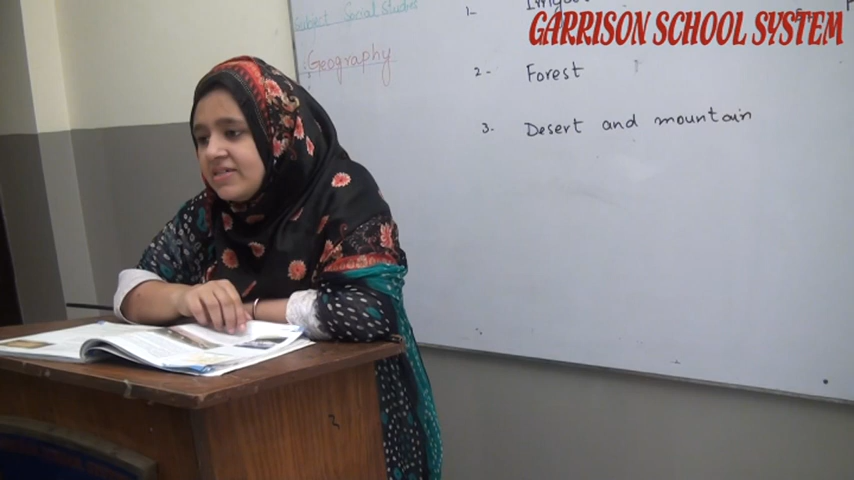 Subject Social studies
Geography
1-
GARRISON SCHOOL SYSTEM
2- Forest
3. Desert and mountain